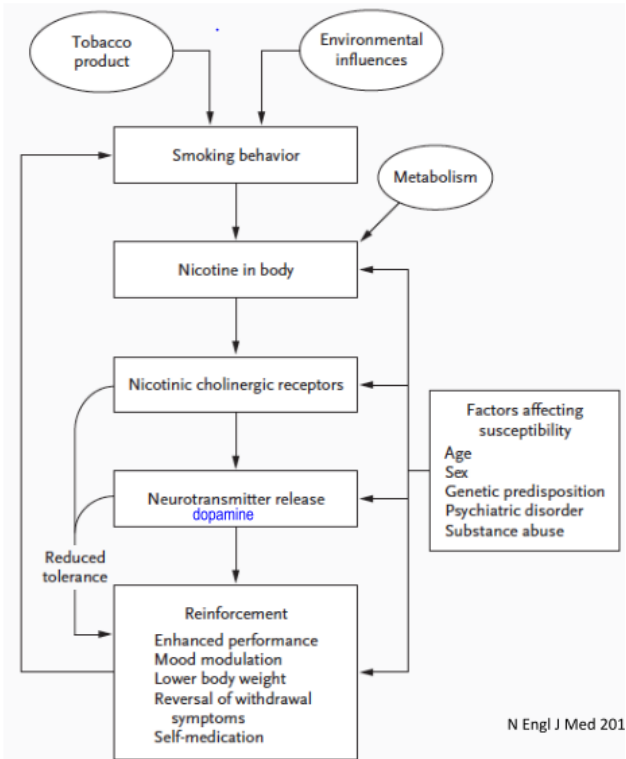 Tobacco
product
Environmental
influences
Smoking behavior
Metabolism
Nicotine in body
Nicotinic cholinergic receptors
Factors affecting
susceptibility
Age
Sex
Genetic predisposition
Psychiatric disorder
Substance abuse
Neurotransmitter release
dopamine
Reduced
tolerance
Reinforcement
Enhanced performance
Mood modulation
Lower body weight
Reversal of withdrawal
symptoms
Self-medication
N Engl J Med 201